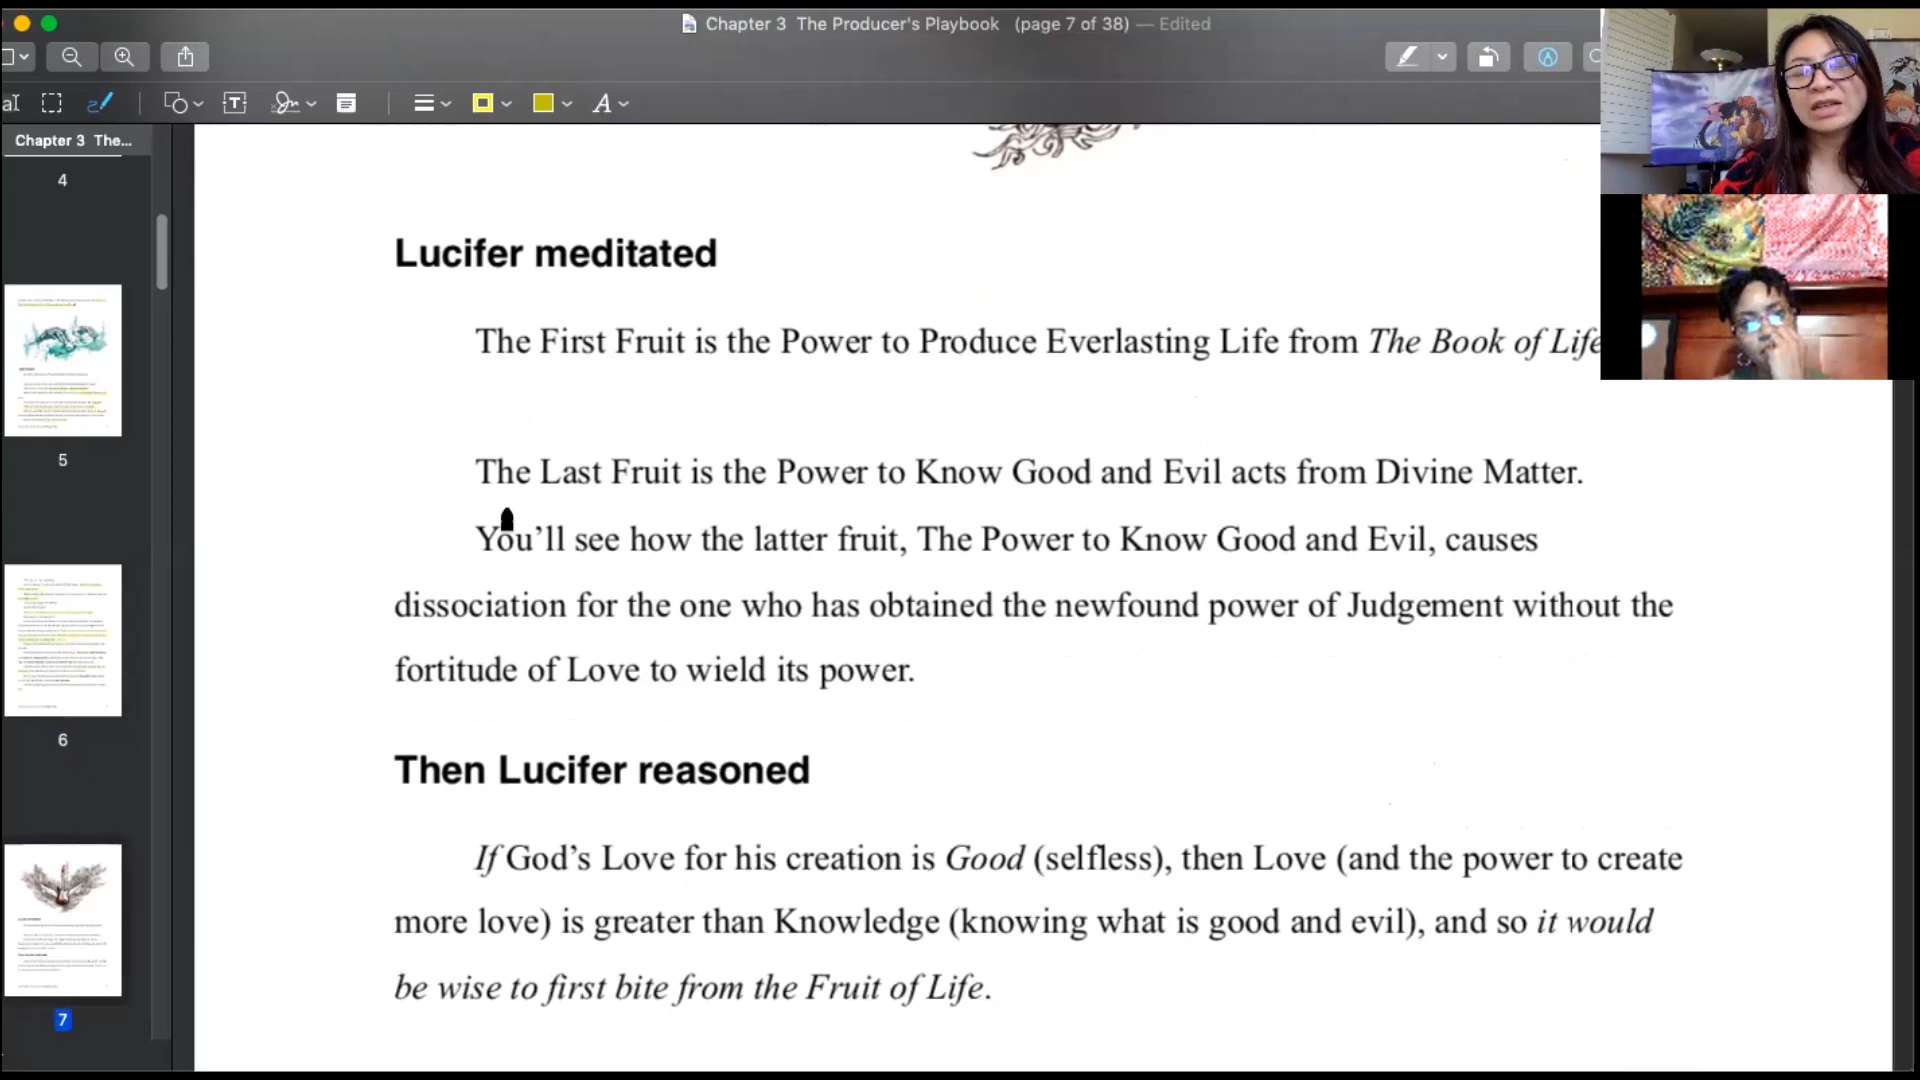 Chapter 3  The Producer's Playbook   (page 7 of 38) — Edited
Chapter 3  The...
4
5
6
7
Lucifer meditated
The First Fruit is the Power to Produce Everlasting Life from The Book of Life
The Last Fruit is the Power to Know Good and Evil acts from Divine Matter.
You’ll see how the latter fruit, The Power to Know Good and Evil, causes
dissociation for the one who has obtained the newfound power of Judgement without the
fortitude of Love to wield its power.
Then Lucifer reasoned
If God’s Love for his creation is Good (selfless), then Love (and the power to create
more love) is greater than Knowledge (knowing what is good and evil), and so it would
be wise to first bite from the Fruit of Life.